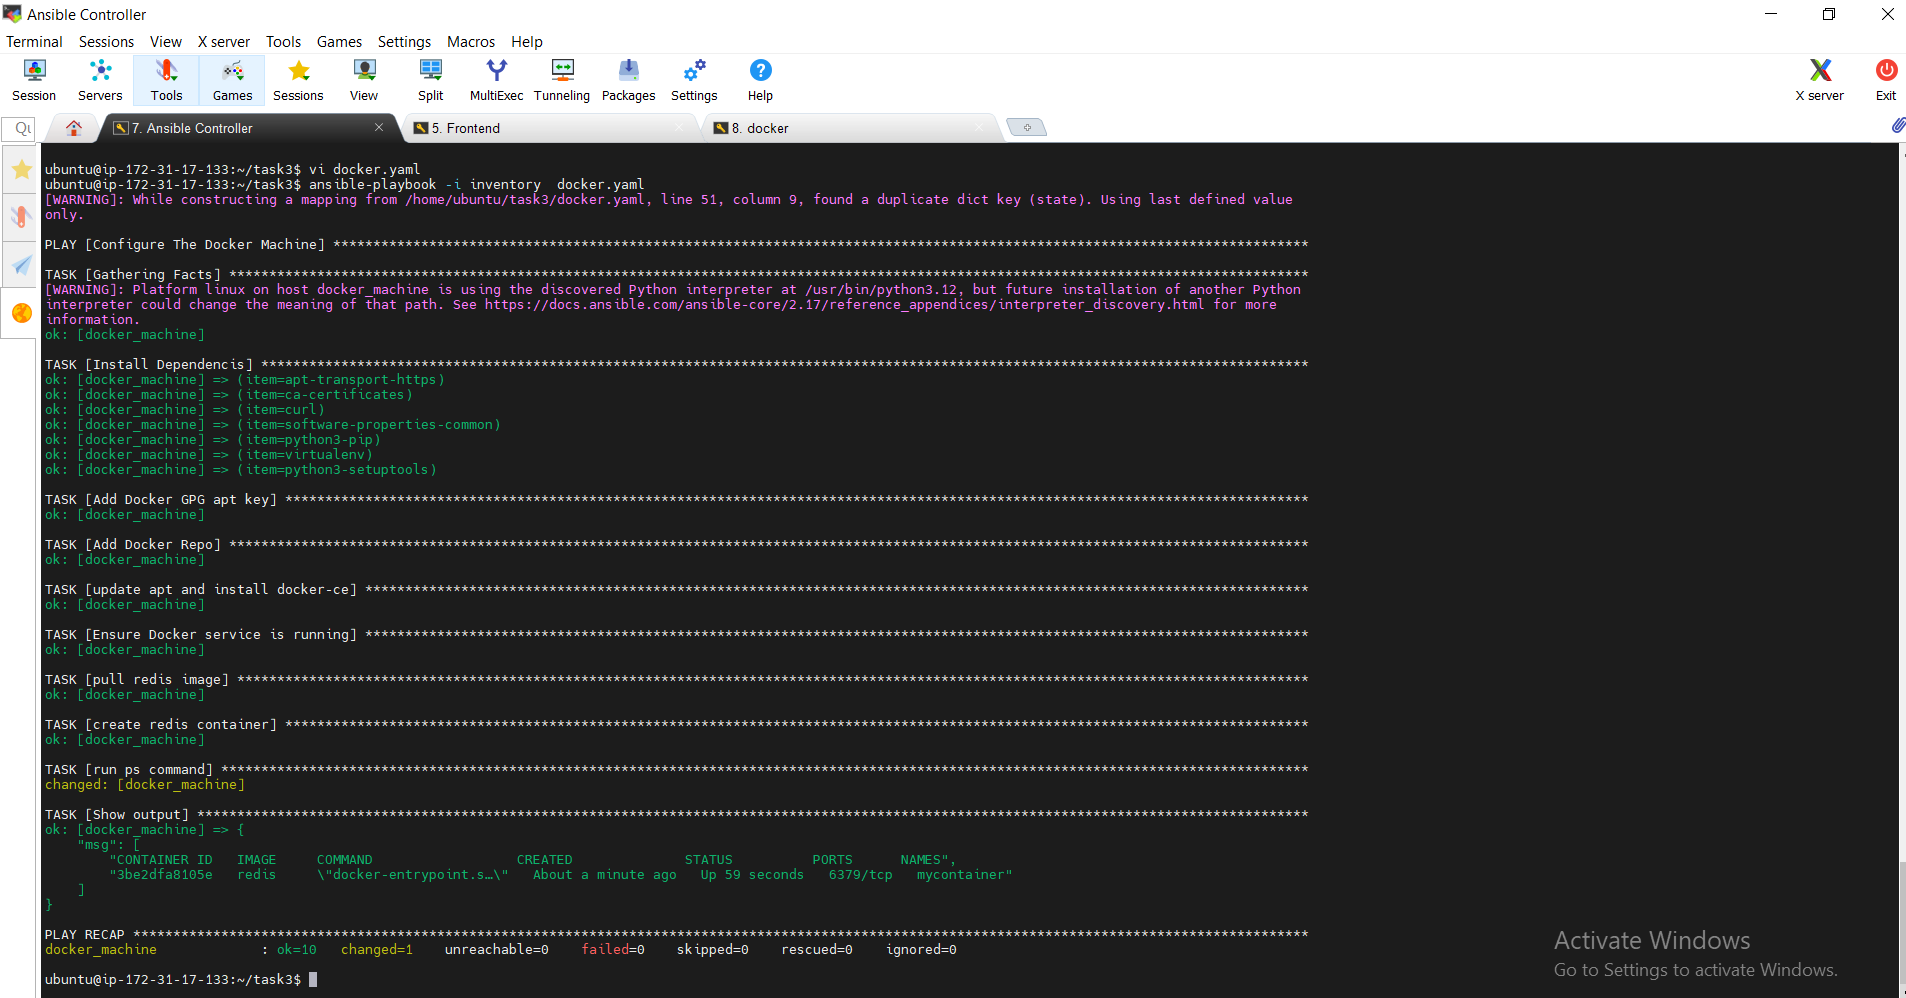 Ansible Controller
Terminal Sessions View X server Tools Games Settings Macros Help
Session Servers Tools Games Sessions View Split MultiExec Tunneling Packages Settings Help X server Exit
7. Ansible Controller 5. Frontend 8. docker
ubuntu@ip-172-31-17-133:~/task3$ vi docker.yaml
ubuntu@ip-172-31-17-133:~/task3$ ansible-playbook -i inventory  docker.yaml
[WARNING]: While constructing a mapping from /home/ubuntu/task3/docker.yaml, line 51, column 9, found a duplicate dict key (state). Using last defined value
only.
PLAY [Configure The Docker Machine] **************************************************************************************************************************
TASK [Gathering Facts] ***************************************************************************************************************************************
[WARNING]: Platform linux on host docker_machine is using the discovered Python interpreter at /usr/bin/python3.12, but future installation of another Python
interpreter could change the meaning of that path. See https://docs.ansible.com/ansible-core/2.17/reference_appendices/interpreter_discovery.html for more
information.
ok: [docker_machine]
TASK [Install Dependencis] ***********************************************************************************************************************************
ok: [docker_machine] => (item=apt-transport-https)
ok: [docker_machine] => (item=ca-certificates)
ok: [docker_machine] => (item=curl)
ok: [docker_machine] => (item=software-properties-common)
ok: [docker_machine] => (item=python3-pip)
ok: [docker_machine] => (item=virtualenv)
ok: [docker_machine] => (item=python3-setuptools)
TASK [Add Docker GPG apt key] ********************************************************************************************************************************
ok: [docker_machine]
TASK [Add Docker Repo] ***************************************************************************************************************************************
ok: [docker_machine]
TASK [update apt and install docker-ce] **********************************************************************************************************************
ok: [docker_machine]
TASK [Ensure Docker service is running] **********************************************************************************************************************
ok: [docker_machine]
TASK [pull redis image] **************************************************************************************************************************************
ok: [docker_machine]
TASK [create redis container] ********************************************************************************************************************************
ok: [docker_machine]
TASK [run ps command] ****************************************************************************************************************************************
changed: [docker_machine]
TASK [Show output] *******************************************************************************************************************************************
ok: [docker_machine] => {
"msg": [
"CONTAINER ID   IMAGE     COMMAND                  CREATED              STATUS          PORTS      NAMES",
"3be2dfa8105e   redis     \"docker-entrypoint.s…\"   About a minute ago   Up 59 seconds   6379/tcp   mycontainer"
]
}
PLAY RECAP ***************************************************************************************************************************************************
docker_machine             : ok=10   changed=1    unreachable=0    failed=0    skipped=0    rescued=0    ignored=0
ubuntu@ip-172-31-17-133:~/task3$
Activate Windows
Go to Settings to activate Windows.